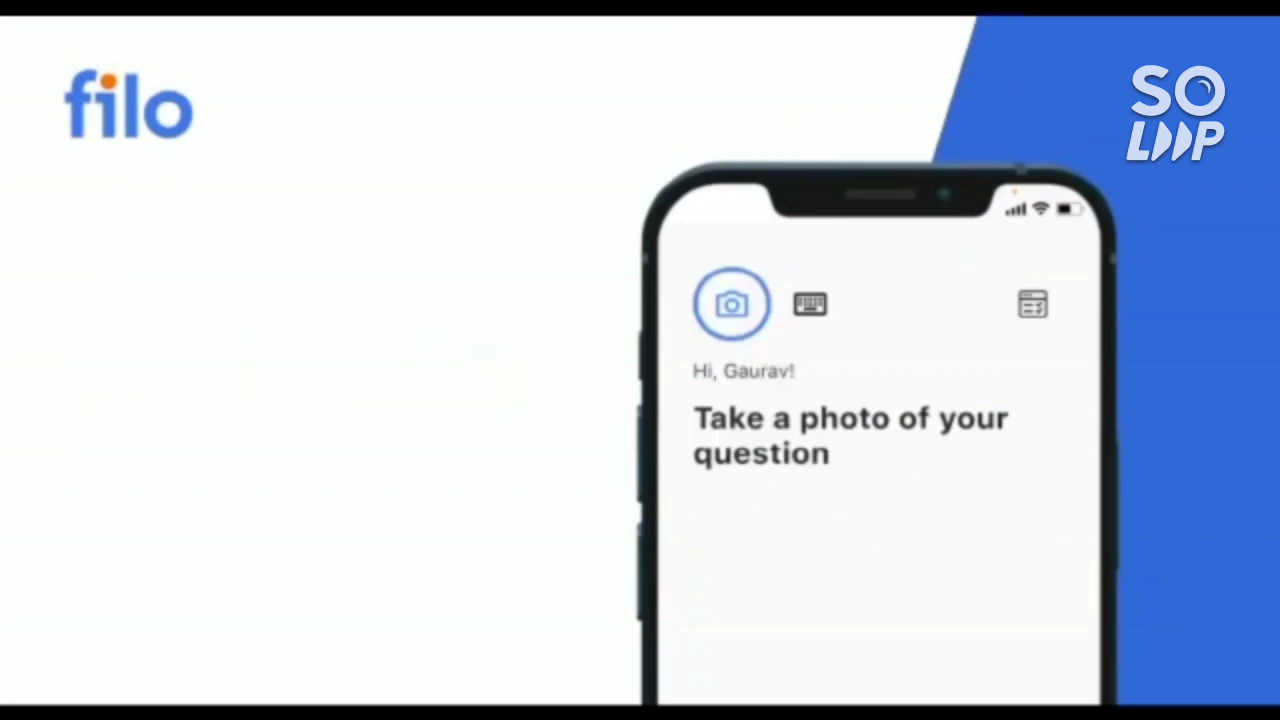 filo
SO
LOOP
Hi, Gaurav!
Take a photo of your
question